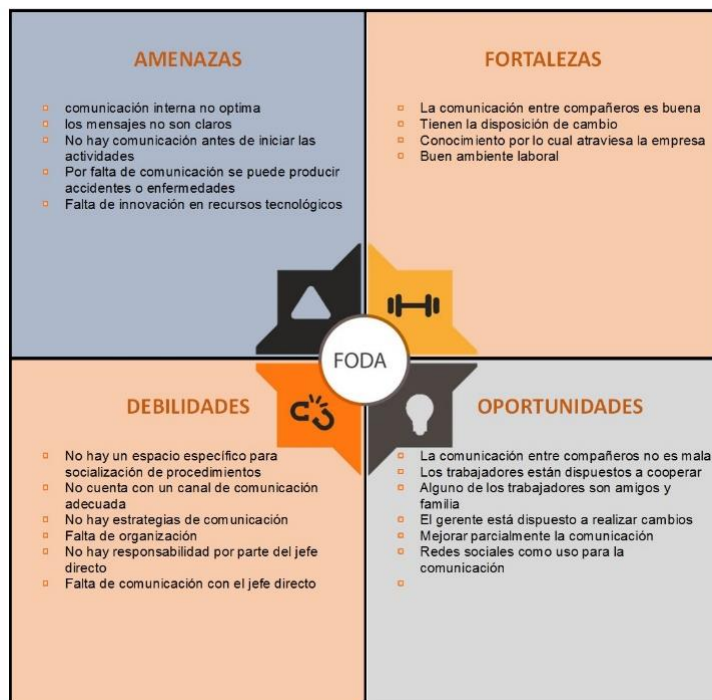 AMENAZAS
comunicación interna no optima
los mensajes no son claros
No hay comunicación antes de iniciar las
actividades
Por falta de comunicación se puede producir
accidentes o enfermedades
Falta de innovación en recursos tecnológicos
FORTALEZAS
La comunicación entre compañeros es buena
Tienen la disposición de cambio
Conocimiento por lo cual atraviesa la empresa
Buen ambiente laboral
FODA
DEBILIDADES
No hay un espacio específico para
socialización de procedimientos
No cuenta con un canal de comunicación
adecuada
No hay estrategias de comunicación
Falta de organización
No hay responsabilidad por parte del jefe
directo
Falta de comunicación con el jefe directo
OPORTUNIDADES
La comunicación entre compañeros no es mala
Los trabajadores están dispuestos a cooperar
Alguno de los trabajadores son amigos y
familia
El gerente está dispuesto a realizar cambios
Mejorar parcialmente la comunicación
Redes sociales como uso para la
comunicación